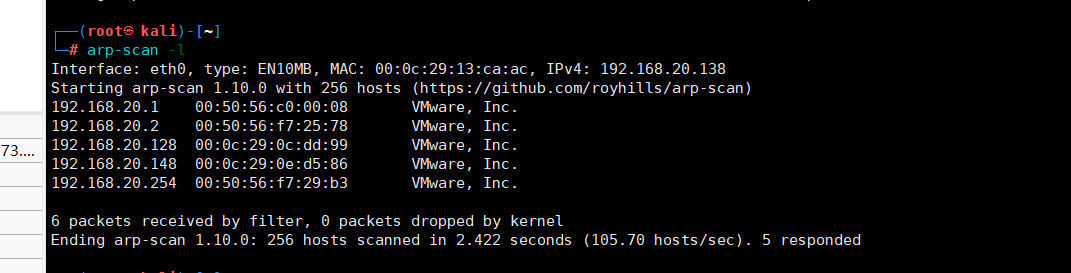 ┌──(root㉿ kali)-[~]
└─# arp-scan -l
Interface: eth0, type: EN10MB, MAC: 00:0c:29:13:ca:ac, IPv4: 192.168.20.138
Starting arp-scan 1.10.0 with 256 hosts (https://github.com/royhills/arp-scan)
192.168.20.1    00:50:56:c0:00:08       VMware, Inc.
192.168.20.2    00:50:56:f7:25:78       VMware, Inc.
192.168.20.128  00:0c:29:0c:dd:99       VMware, Inc.
73....
192.168.20.148  00:0c:29:0e:d5:86       VMware, Inc.
192.168.20.254  00:50:56:f7:29:b3       VMware, Inc.
6 packets received by filter, 0 packets dropped by kernel
Ending arp-scan 1.10.0: 256 hosts scanned in 2.422 seconds (105.70 hosts/sec). 5 responded